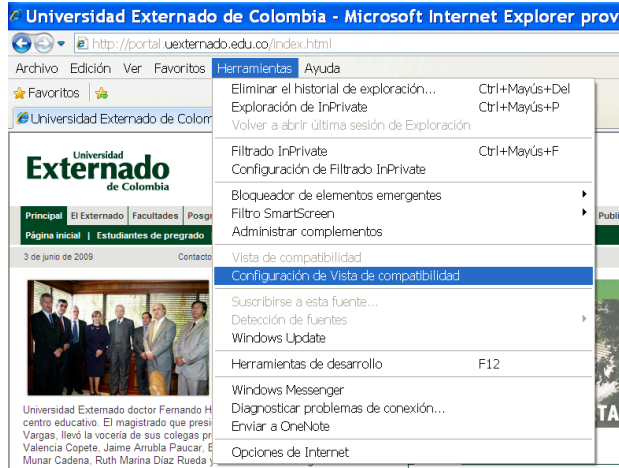 Universidad Externado de Colombia - Microsoft Internet Explorer prov
http://portal.uexternado.edu.co/index.html
Archivo Edición Ver Favoritos Herramientas Ayuda
Favoritos
Universidad Externado de Colom
Eliminar el historial de exploración... Ctrl+Mayús+Del
Exploración de InPrivate Ctrl+Mayús+P
Volver a abrir última sesión de Exploración
Filtrado InPrivate Ctrl+Mayús+F
Configuración de Filtrado InPrivate
Bloqueador de elementos emergentes
Filtro SmartScreen
Administrar complementos
Vista de compatibilidad
Configuración de Vista de compatibilidad
Suscribirse a esta fuente...
Detección de fuentes
Windows Update
Herramientas de desarrollo F12
Windows Messenger
Diagnosticar problemas de conexión...
Enviar a OneNote
Opciones de Internet
Universidad
Externado
de Colombia
Principal El Externado Facultades Posgr
Publi
Página inicial | Estudiantes de pregrado
3 de junio de 2009 Contacto
TA
Universidad Externado doctor Fernando H
centro educativo. El magistrado que presi
Vargas, llevó la vocería de sus colegas pr
Valencia Copete, Jaime Arrubla Paucar, E
Munar Cadena, Ruth Marina Díaz Rueda y